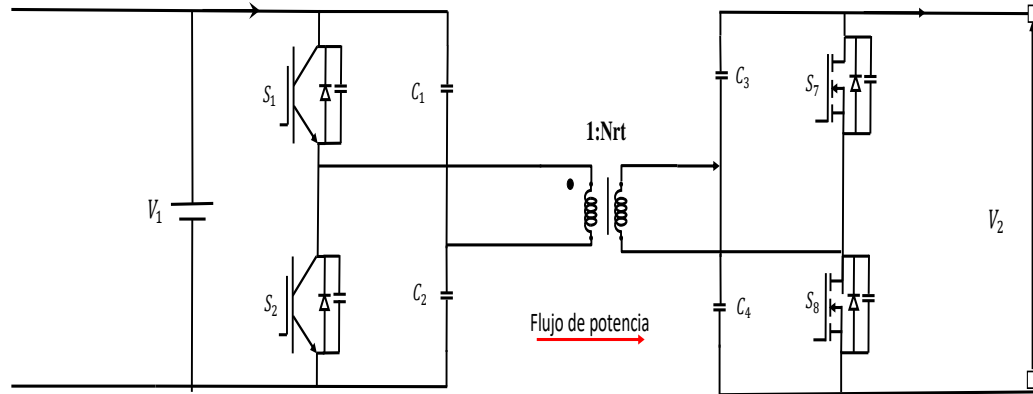 S₁
C₁
C₃
S₇
1:Nrt
V₁
V₂
S₂
C₂
C₄
S₈
Flujo de potencia